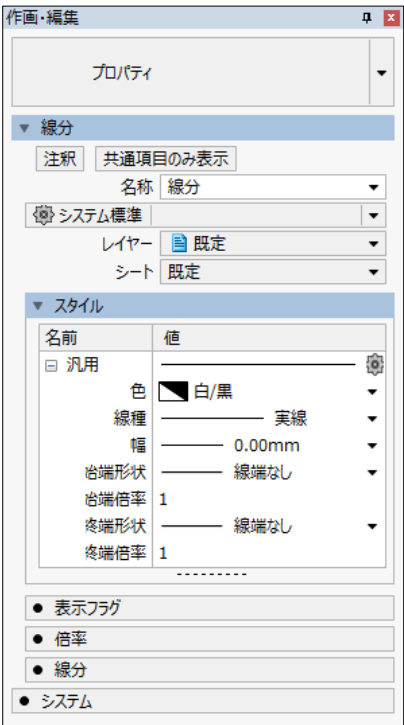 作画・編集
プロパティ
線分
注釈 共通項目のみ表示
名称 線分
システム標準
レイヤー 既定
シート 既定
スタイル
名前 値
汎用
色 白/黒
線種 実線
幅 0.00mm
始端形状 線端なし
始端倍率 1
終端形状 線端なし
終端倍率 1
表示フラグ
倍率
線分
システム